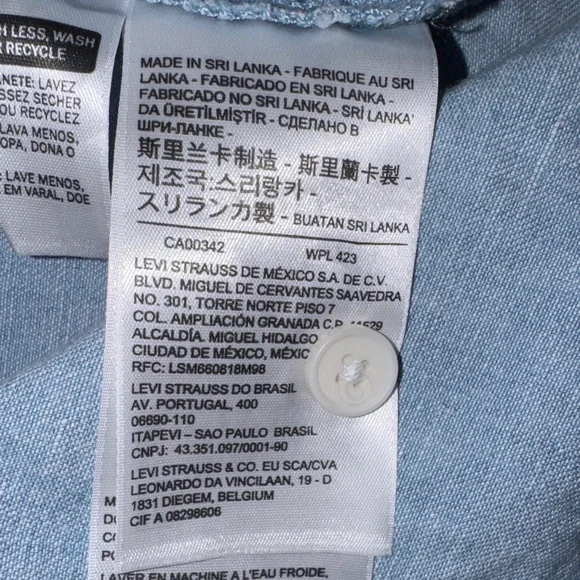 H LESS, WASH
R RECYCLE
ANETE: LAVEZ
SSEZ SECHER
OU RECYCLEZ
LAVA MENOS,
OPA, DONA O
LAVE MENOS,
EM VARAL, DOE
MADE IN SRI LANKA - FABRIQUE AU SRI
LANKA - FABRICADO EN SRI LANKA -
FABRICADO NO SRI LANKA - SRI LANKA'
DA ÜRETİLMİŞTİR - СДЕЛАНО В
ШРИ-ЛАНКЕ -
斯里兰卡制造 - 斯里蘭卡製 -
제조국:스리랑카 -
スリランカ製 - BUATAN SRI LANKA
CA00342 WPL 423
LEVI STRAUSS DE MÉXICO S.A. DE C.V.
BLVD. MIGUEL DE CERVANTES SAAVEDRA
NO. 301, TORRE NORTE PISO 7
COL. AMPLIACIÓN GRANADA C.P. 11529
ALCALDÍA. MIGUEL HIDALGO
CIUDAD DE MÉXICO, MÉXIC
RFC: LSM660818M98
LEVI STRAUSS DO BRASIL
AV. PORTUGAL, 400
06690-110
ITAPEVI – SAO PAULO BRASIL
CNPJ: 43.351.097/0001-90
LEVI STRAUSS & CO. EU SCA/CVA
LEONARDO DA VINCILAAN, 19 - D
1831 DIEGEM, BELGIUM
CIF A 08298606
LAVER EN MACHINE A L'EAU FROIDE,